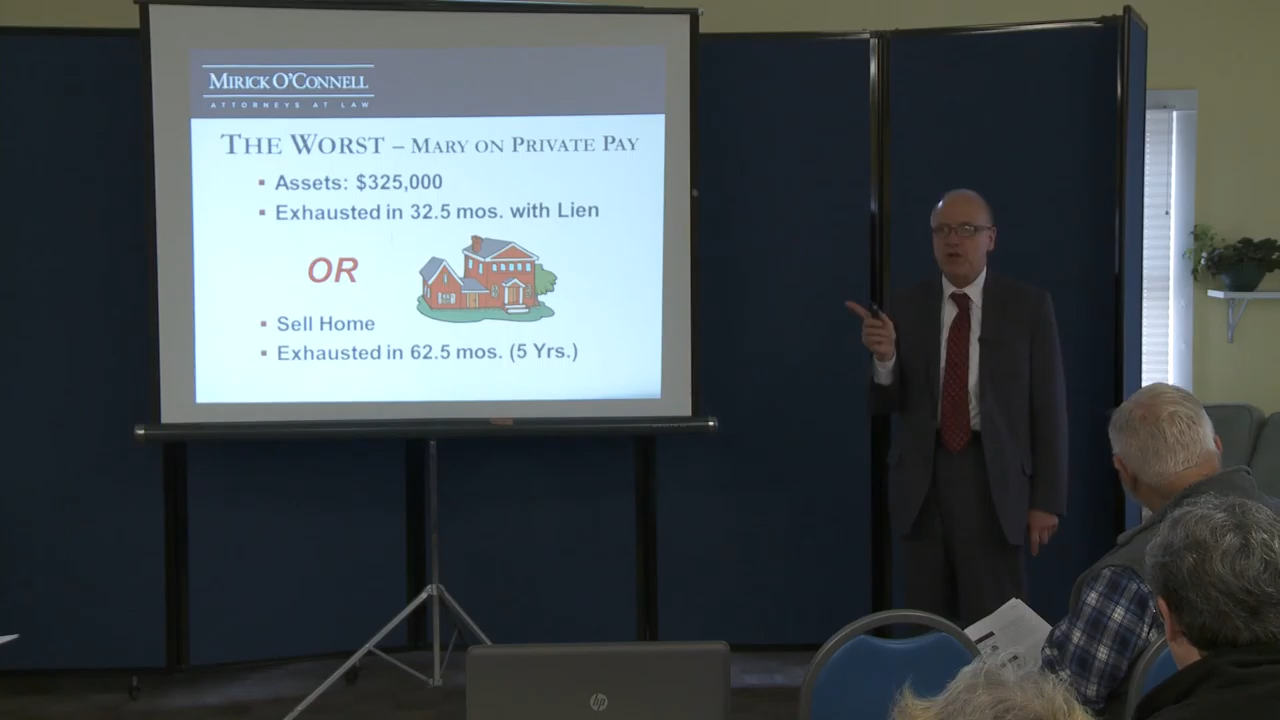 MIRICK O'CONNELL
ATTORNEYS AT LAW
THE WORST – MARY ON PRIVATE PAY
▪ Assets: $325,000
▪ Exhausted in 32.5 mos. with Lien
OR
▪ Sell Home
▪ Exhausted in 62.5 mos. (5 Yrs.)
hp